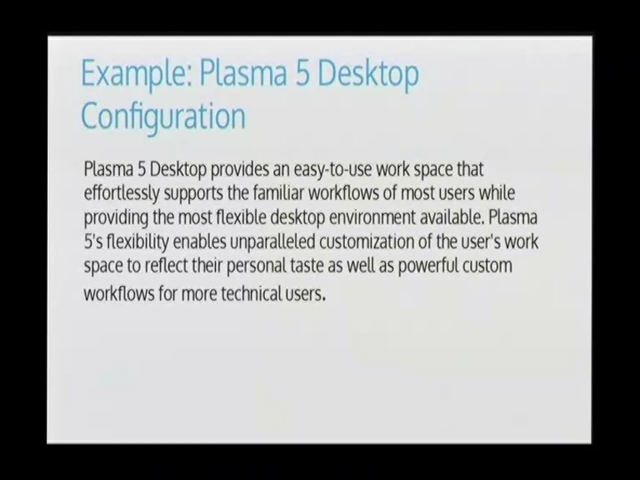 Example: Plasma 5 Desktop
Configuration
Plasma 5 Desktop provides an easy-to-use work space that
effortlessly supports the familiar workflows of most users while
providing the most flexible desktop environment available. Plasma
5's flexibility enables unparalleled customization of the user's work
space to reflect their personal taste as well as powerful custom
workflows for more technical users.